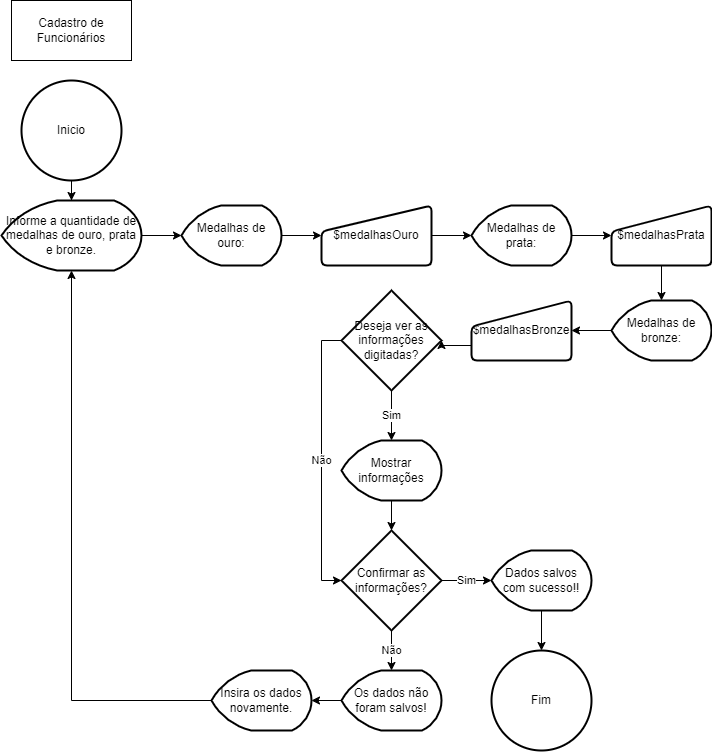 Cadastro de
Funcionários
Inicio
Informe a quantidade de
medalhas de ouro, prata
e bronze.
Medalhas de
ouro:
$medalhasOuro
Medalhas de
prata:
$medalhasPrata
Medalhas de
bronze:
$medalhasBronze
Deseja ver as
informações
digitadas?
Sim
Não
Mostrar
informações
Confirmar as
informações?
Sim
Dados salvos
com sucesso!!
Não
Os dados não
foram salvos!
Insira os dados
novamente.
Fim